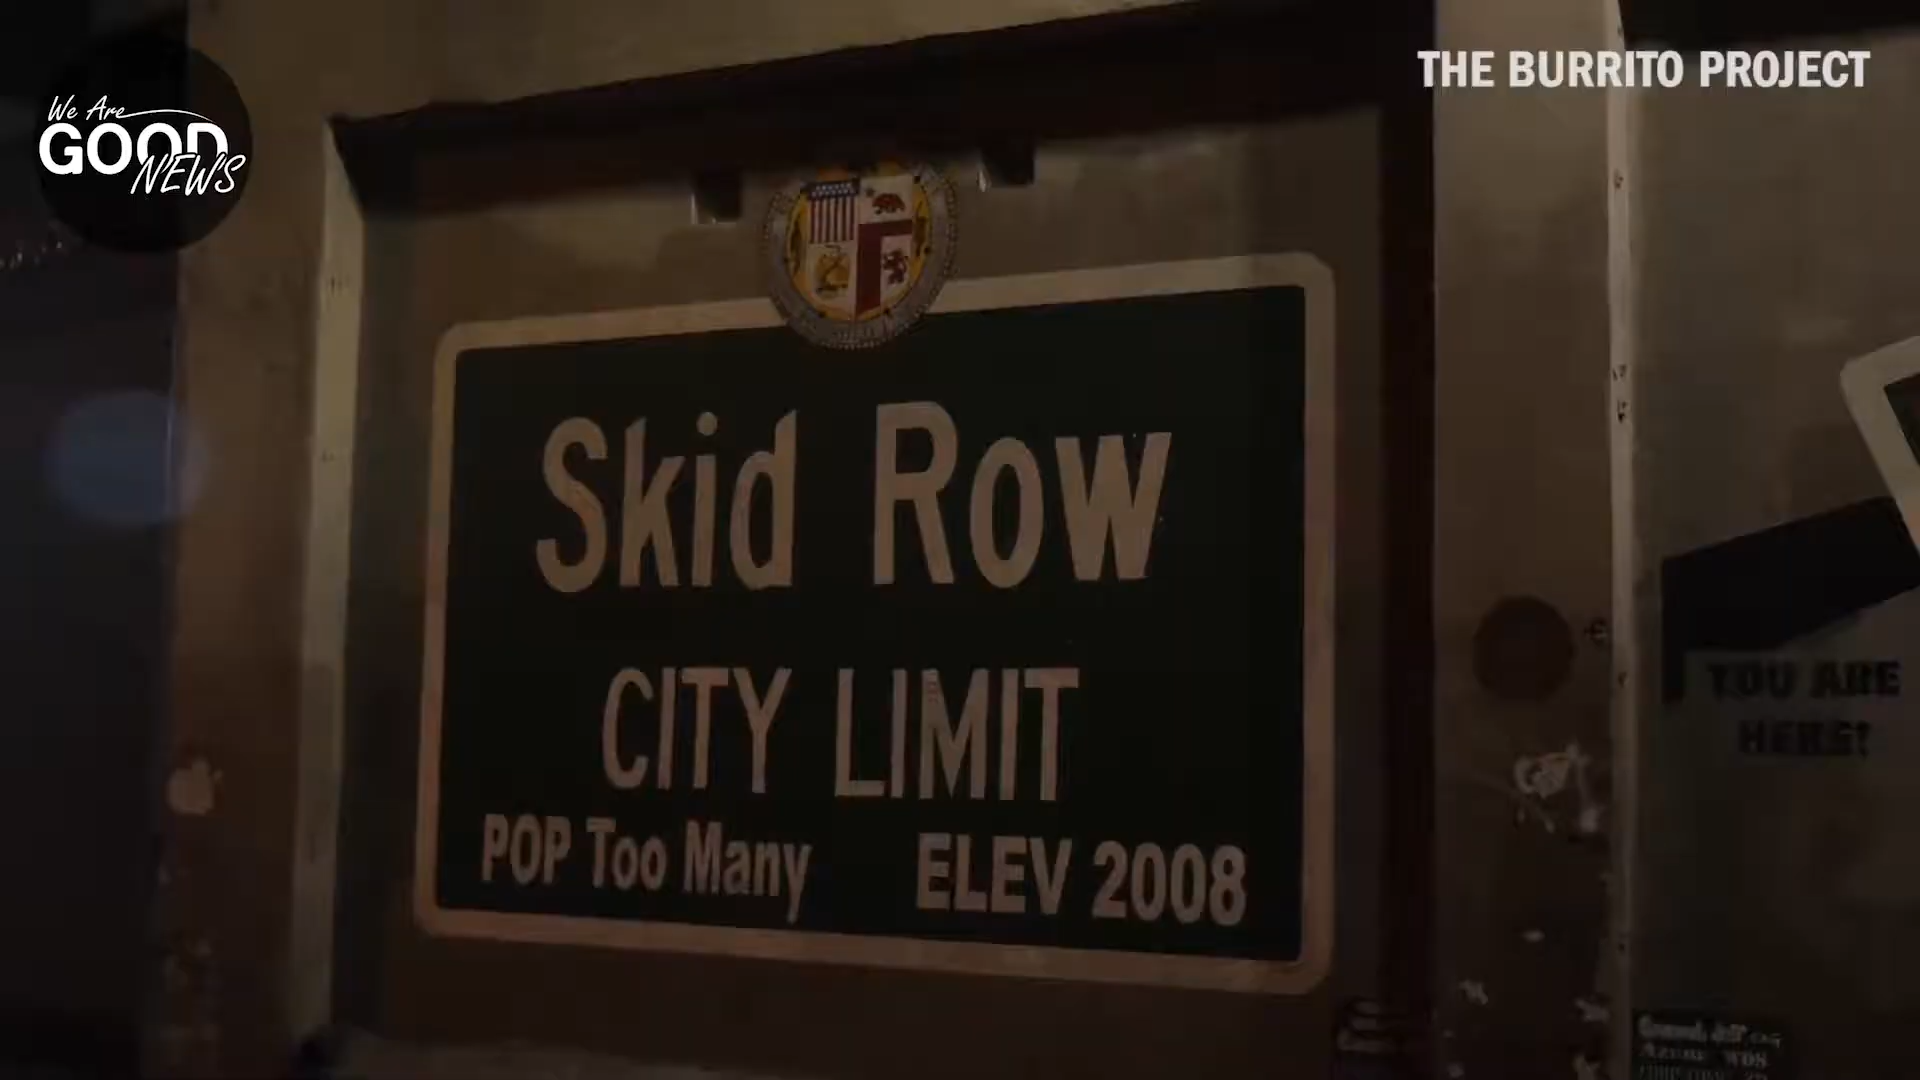 We Are
GOOD
NEWS
THE BURRITO PROJECT
Skid Row
CITY LIMIT
POP Too Many ELEV 2008
YOU ARE
HERE!